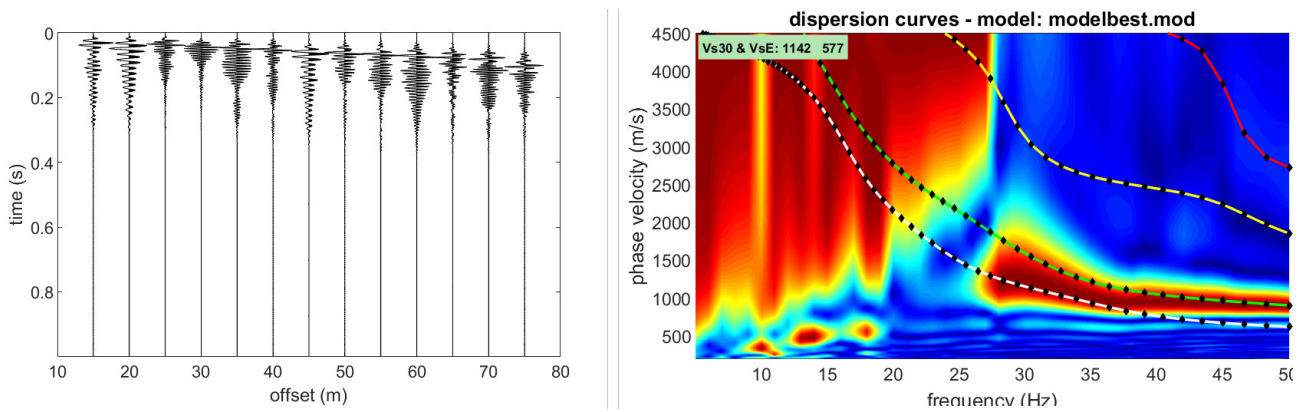 0
0.2
0.4
0.6
0.8
time (s)
10 20 30 40 50 60 70 80
offset (m)
dispersion curves - model: modelbest.mod
Vs30 & VsE: 1142 577
4500
4000
3500
3000
2500
2000
1500
1000
500
phase velocity (m/s)
10 15 20 25 30 35 40 45 50
frequency (Hz)